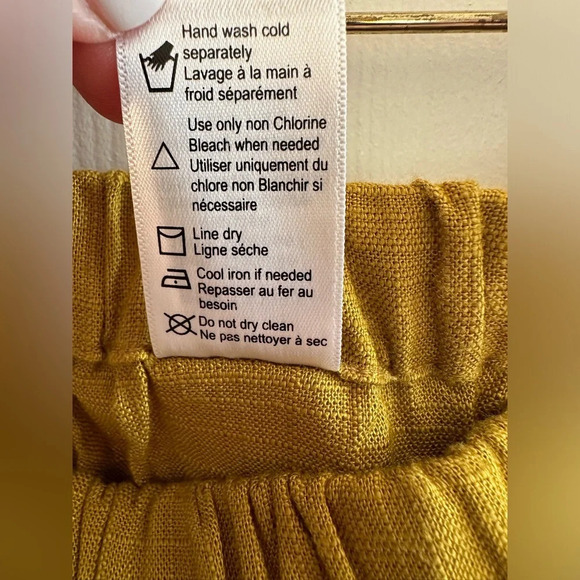 Hand wash cold
separately
Lavage à la main à
froid séparément
Use only non Chlorine
Bleach when needed
Utiliser uniquement du
chlore non Blanchir si
nécessaire
Line dry
Ligne séche
Cool iron if needed
Repasser au fer au
besoin
Do not dry clean
Ne pas nettoyer à sec